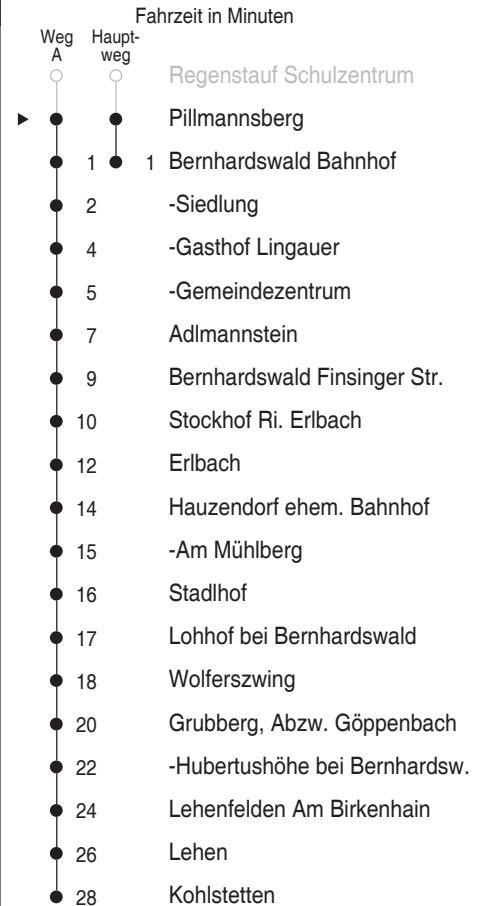 Fahrzeit in Minuten
Weg Haupt-
A weg
Regenstauf Schulzentrum
Pillmannsberg
1 1 Bernhardswald Bahnhof
2 -Siedlung
4 -Gasthof Lingauer
5 -Gemeindezentrum
7 Adlmannstein
9 Bernhardswald Finsinger Str.
10 Stockhof Ri. Erlbach
12 Erlbach
14 Hauzendorf ehem. Bahnhof
15 -Am Mühlberg
16 Stadlhof
17 Lohhof bei Bernhardswald
18 Wolferszwing
20 Grubberg, Abzw. Göppenbach
22 -Hubertushöhe bei Bernhardsw.
24 Lehenfelden Am Birkenhain
26 Lehen
28 Kohlstetten